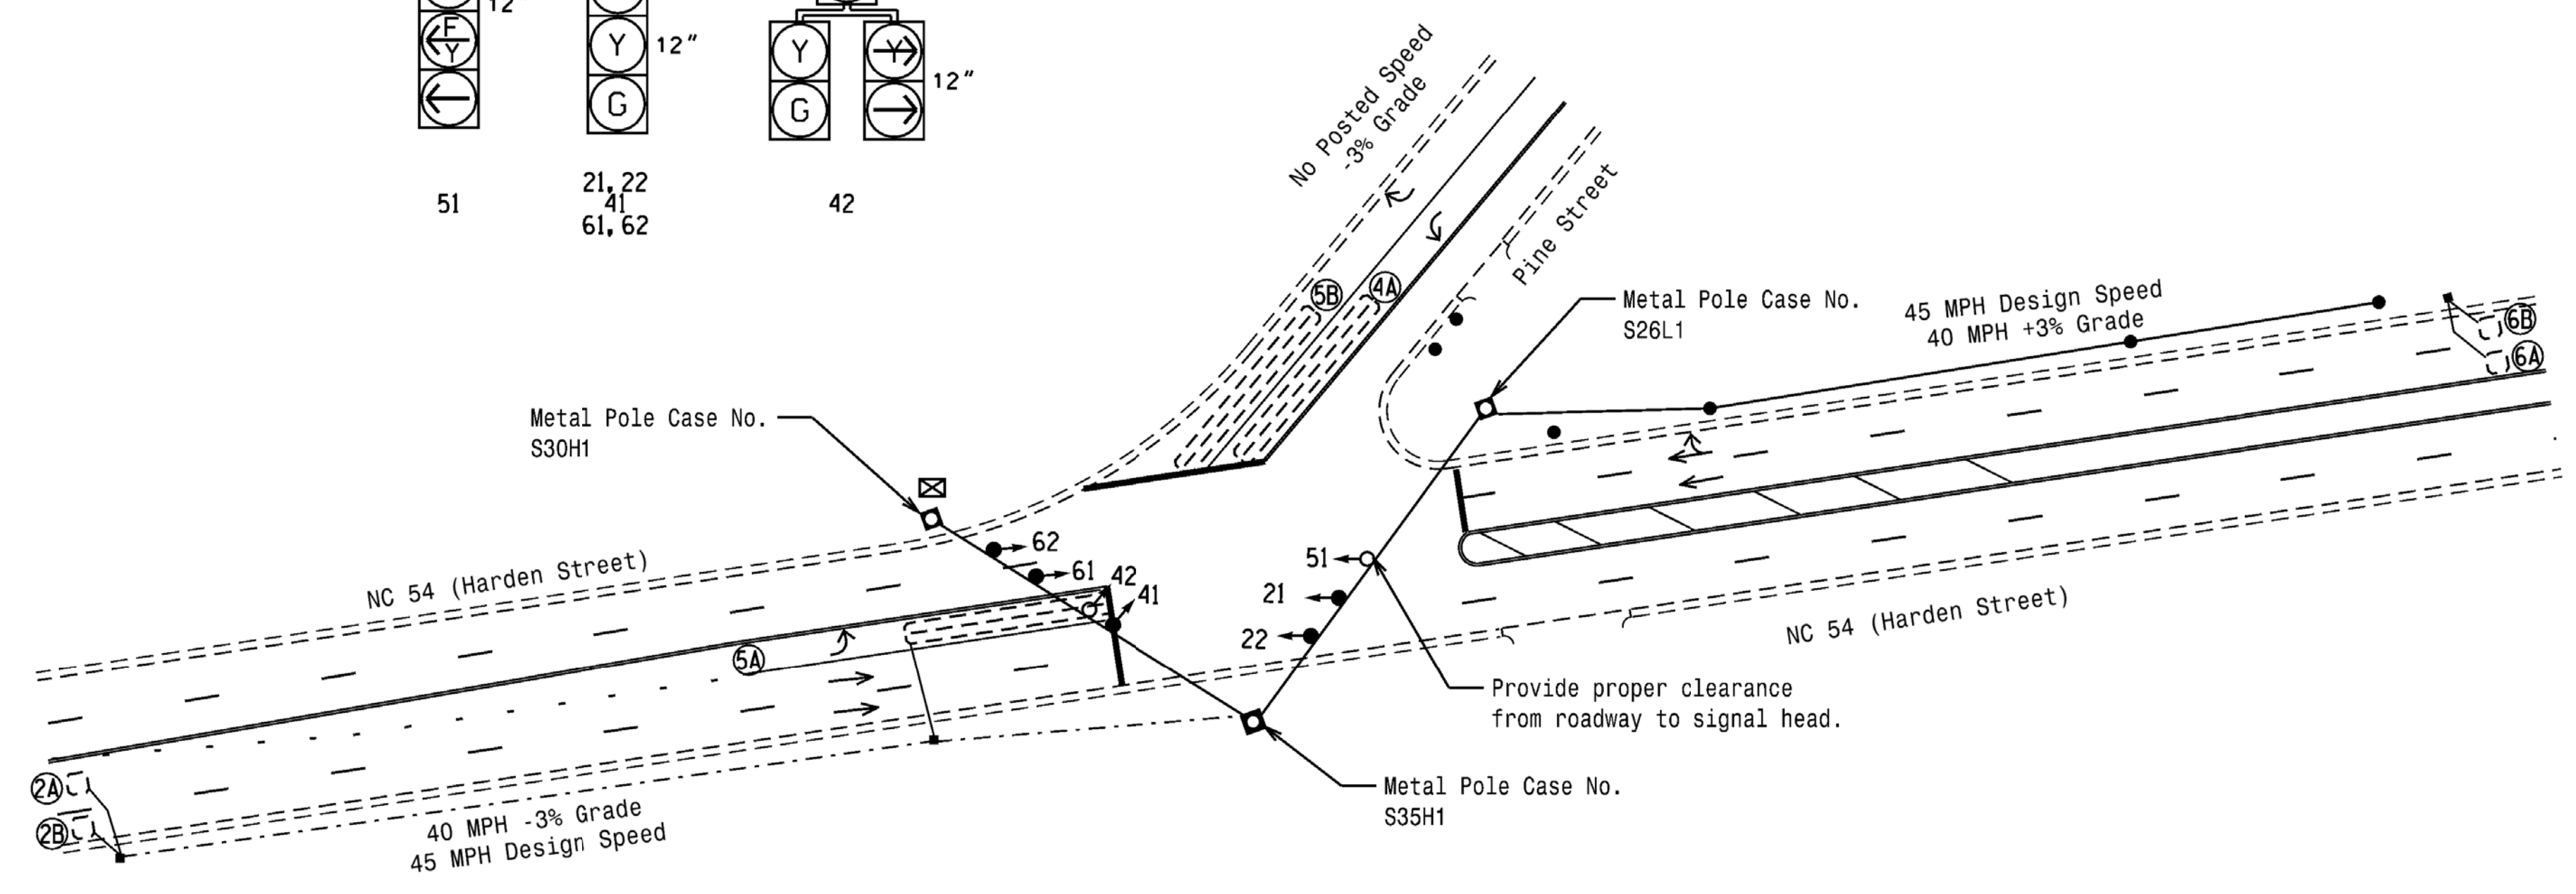 12"
F
Y
Y
12"
G
Y
Y
G
12"
51
21, 22
41
61, 62
42
No Posted Speed
-3% Grade
Pine Street
5B
4A
Metal Pole Case No.
S26L1
45 MPH Design Speed
40 MPH +3% Grade
6B
6A
Metal Pole Case No.
S30H1
62
61
42
41
51
21
22
NC 54 (Harden Street)
5A
NC 54 (Harden Street)
Provide proper clearance
from roadway to signal head.
Metal Pole Case No.
S35H1
2A
2B
40 MPH -3% Grade
45 MPH Design Speed